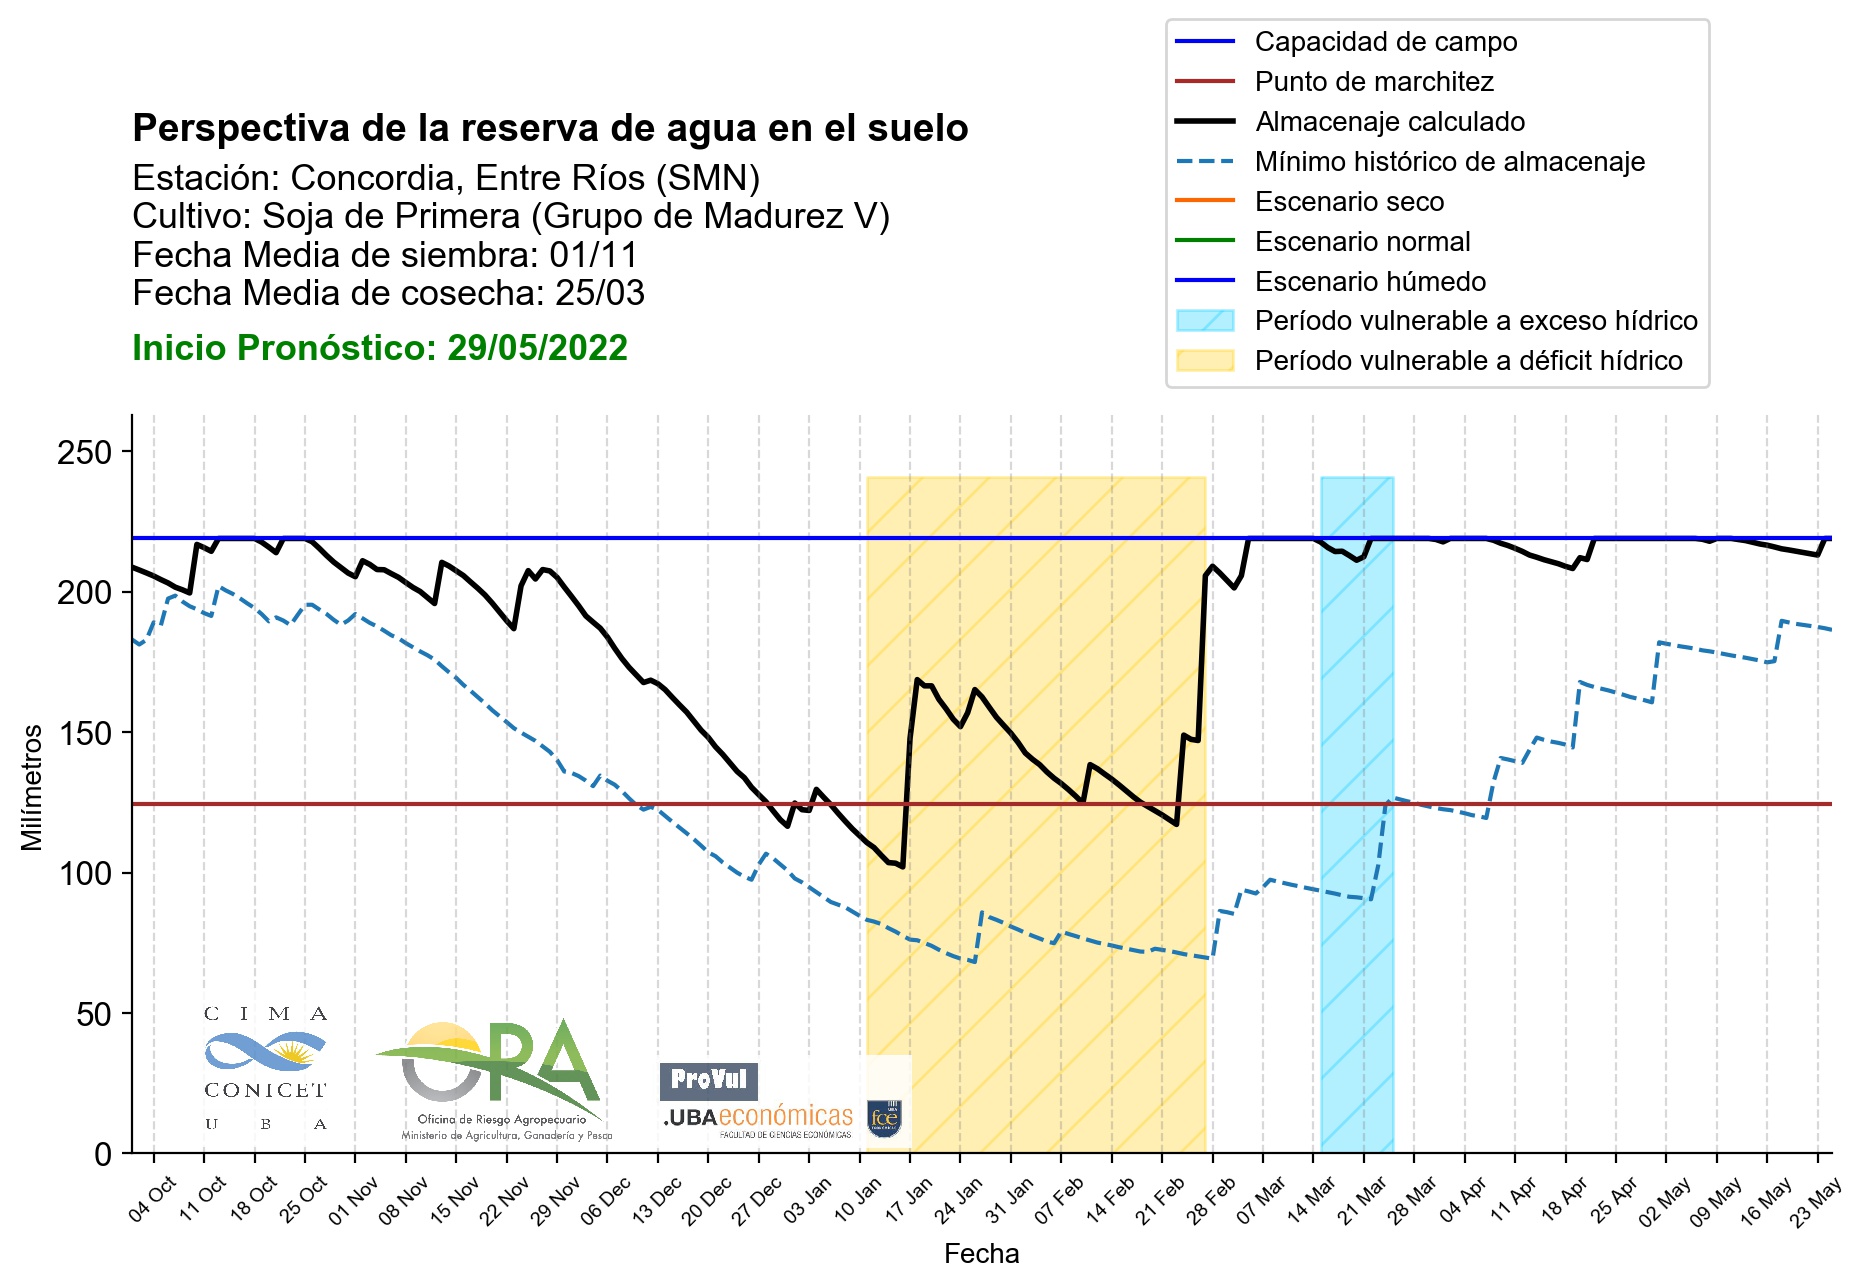 Capacidad de campo
Punto de marchitez
Almacenaje calculado
Mínimo histórico de almacenaje
Escenario seco
Escenario normal
Escenario húmedo
Período vulnerable a exceso hídrico
Período vulnerable a déficit hídrico
Perspectiva de la reserva de agua en el suelo
Estación: Concordia, Entre Ríos (SMN)
Cultivo: Soja de Primera (Grupo de Madurez V)
Fecha Media de siembra: 01/11
Fecha Media de cosecha: 25/03
Inicio Pronóstico: 29/05/2022
250
200
150
100
50
0
Milímetros
C I M A
CONICET
U B A
ORA
Oficina de Riesgo Agropecuario
Ministerio de Agricultura, Ganadería y Pesca
ProVul
.UBAeconómicas
FACULTAD DE CIENCIAS ECONÓMICAS
fce
04 Oct
11 Oct
18 Oct
25 Oct
01 Nov
08 Nov
15 Nov
22 Nov
29 Nov
06 Dec
13 Dec
20 Dec
27 Dec
03 Jan
10 Jan
17 Jan
24 Jan
31 Jan
07 Feb
14 Feb
21 Feb
28 Feb
07 Mar
14 Mar
21 Mar
28 Mar
04 Apr
11 Apr
18 Apr
25 Apr
02 May
09 May
16 May
23 May
Fecha